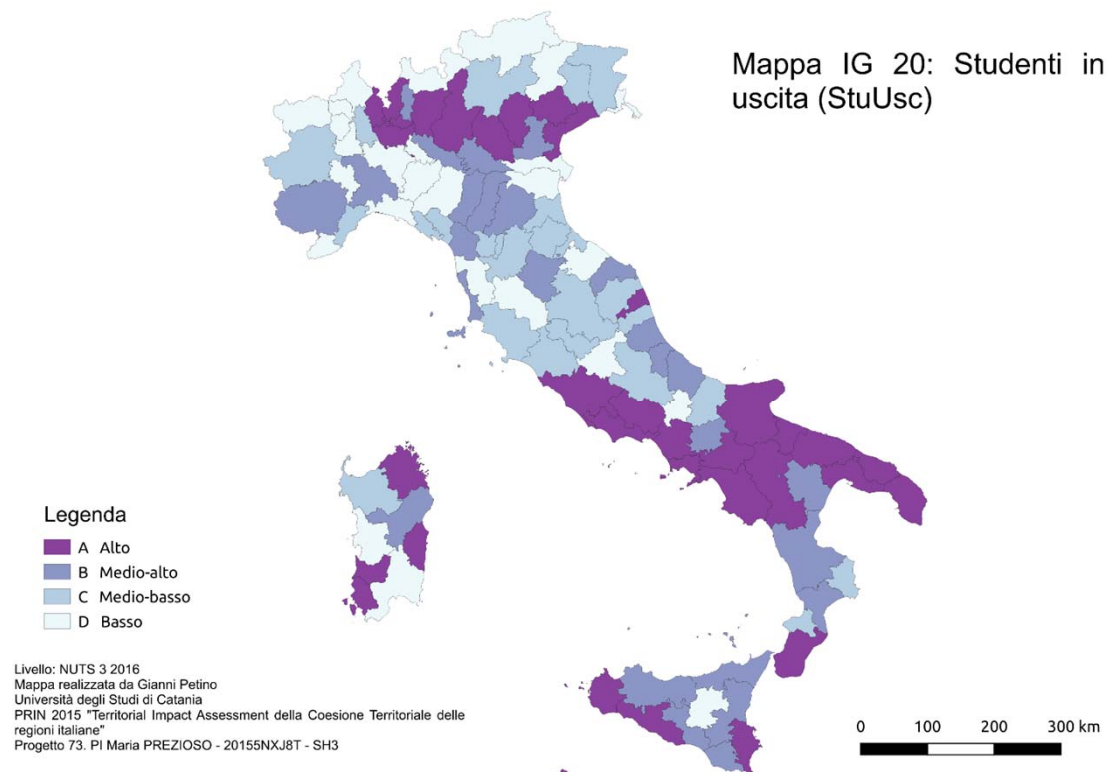 Mappa IG 20: Studenti in
uscita (StuUsc)
Legenda
A Alto
B Medio-alto
C Medio-basso
D Basso
Livello: NUTS 3 2016
Mappa realizzata da Gianni Petino
Università degli Studi di Catania
PRIN 2015 "Territorial Impact Assessment della Coesione Territoriale delle
regioni italiane"
Progetto 73. PI Maria PREZIOSO - 20155NXJ8T - SH3
0 100 200 300 km